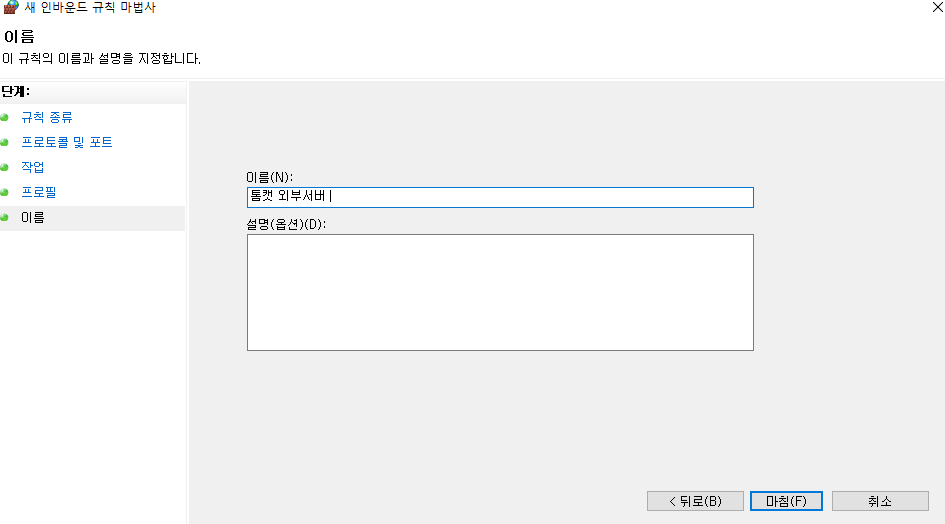 새 인바운드 규칙 마법사
이름
이 규칙의 이름과 설명을 지정합니다.
단계:
규칙 종류
프로토콜 및 포트
작업
프로필
이름
이름(N):
톰캣 외부서버
설명(옵션)(D):
< 뒤로(B)
마침(F)
취소